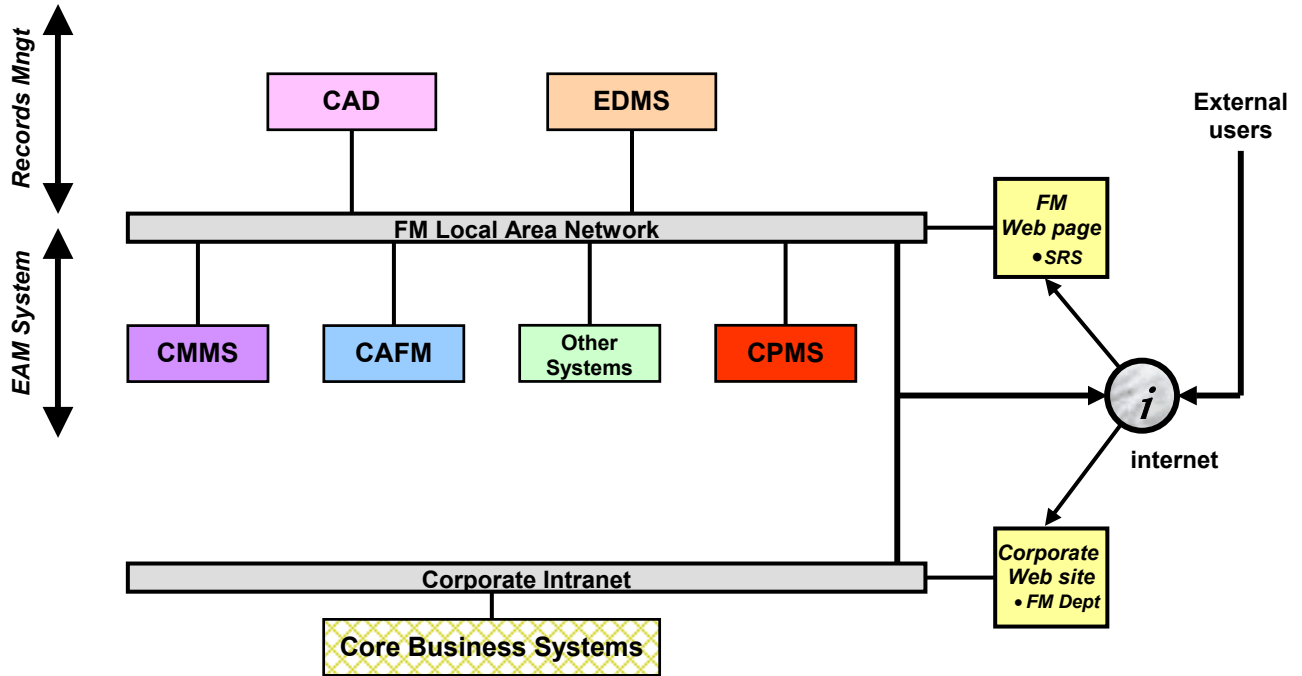 Records Mngt
CAD
EDMS
External
users
FM Local Area Network
FM
Web page
• SRS
EAM System
CMMS
CAFM
Other
Systems
CPMS
i
internet
Corporate Intranet
Corporate
Web site
• FM Dept
Core Business Systems